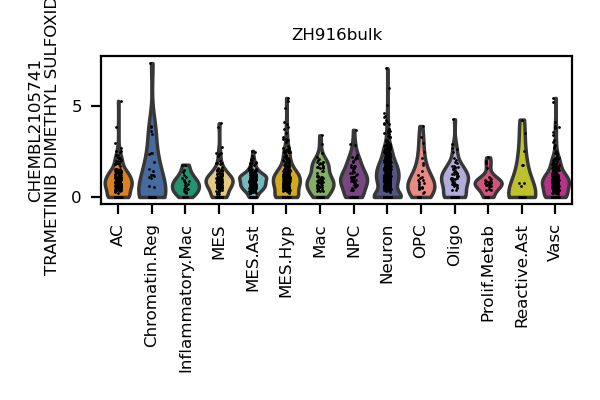 ZH916bulk
CHEMBL2105741
TRAMETINIB DIMETHYL SULFOXID
5
0
AC
Chromatin.Reg
Inflammatory.Mac
MES
MES.Ast
MES.Hyp
Mac
NPC
Neuron
OPC
Oligo
Prolif.Metab
Reactive.Ast
Vasc